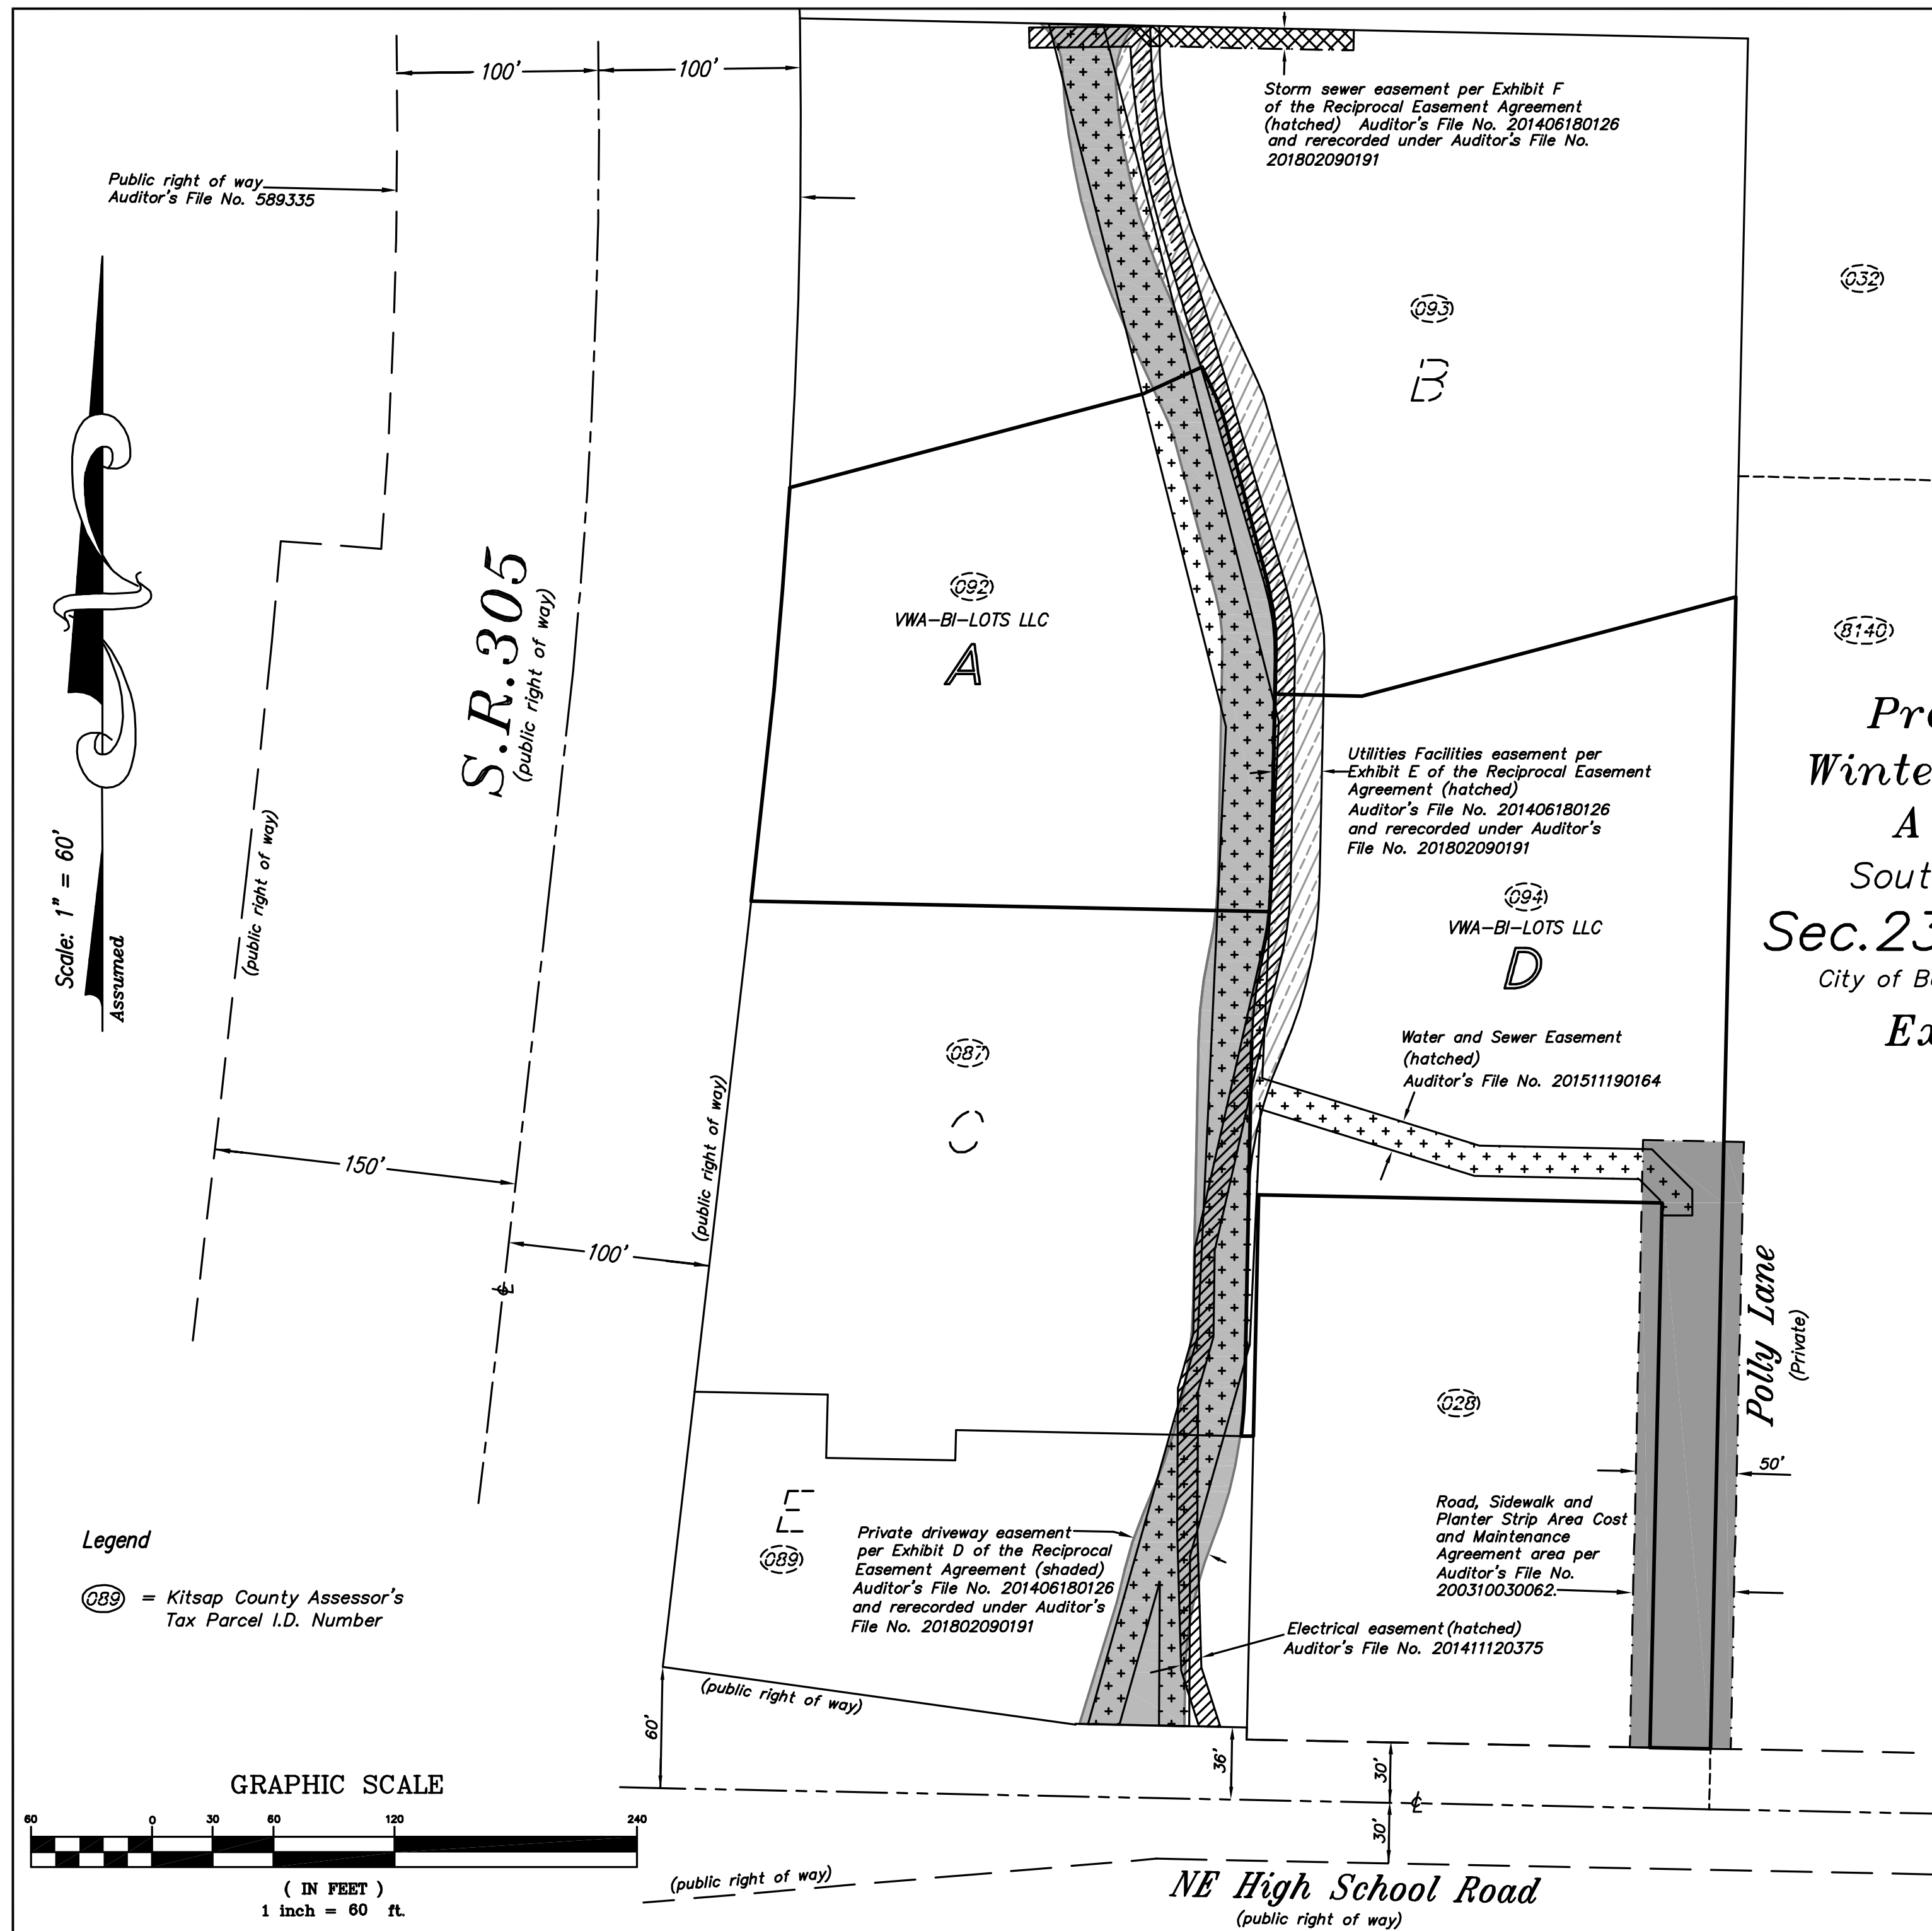 100'
100'
Storm sewer easement per Exhibit F
of the Reciprocal Easement Agreement
(hatched) Auditor's File No. 201406180126
and rerecorded under Auditor's File No.
201802090191
Public right of way
Auditor's File No. 589335
032
093
B
092
VWA-BI-LOTS LLC
A
8140
S.R.305
(public right of way)
Scale: 1" = 60'
Assumed
(public right of way)
Utilities Facilities easement per
Exhibit E of the Reciprocal Easement
Agreement (hatched)
Auditor's File No. 201406180126
and rerecorded under Auditor's
File No. 201802090191
Winte
A
Sout
Sec.23
City of B
Ex
094
VWA-BI-LOTS LLC
D
Water and Sewer Easement
(hatched)
Auditor's File No. 201511190164
087
C
(public right of way)
150'
100'
℄
Polly Lane
(Private)
028
50'
E
089
Private driveway easement
per Exhibit D of the Reciprocal
Easement Agreement (shaded)
Auditor's File No. 201406180126
and rerecorded under Auditor's
File No. 201802090191
Road, Sidewalk and
Planter Strip Area Cost
and Maintenance
Agreement area per
Auditor's File No.
200310030062.
Electrical easement (hatched)
Auditor's File No. 201411120375
Legend
089 = Kitsap County Assessor's
Tax Parcel I.D. Number
(public right of way)
60'
36'
30'
30'
℄
GRAPHIC SCALE
60 0 30 60 120 240
( IN FEET )
1 inch = 60 ft.
(public right of way)
NE High School Road
(public right of way)